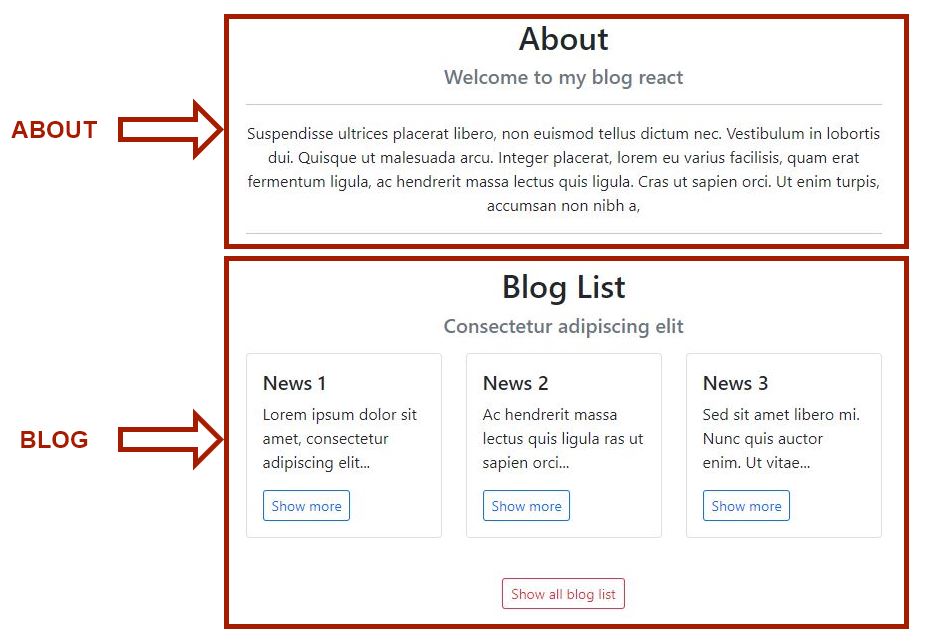 About
Welcome to my blog react
ABOUT
Suspendisse ultrices placerat libero, non euismod tellus dictum nec. Vestibulum in lobortis
dui. Quisque ut malesuada arcu. Integer placerat, lorem eu varius facilisis, quam erat
fermentum ligula, ac hendrerit massa lectus quis ligula. Cras ut sapien orci. Ut enim turpis,
accumsan non nibh a,
Blog List
Consectetur adipiscing elit
BLOG
News 1
Lorem ipsum dolor sit
amet, consectetur
adipiscing elit...
Show more
News 2
Ac hendrerit massa
lectus quis ligula ras ut
sapien orci...
Show more
News 3
Sed sit amet libero mi.
Nunc quis auctor
enim. Ut vitae...
Show more
Show all blog list